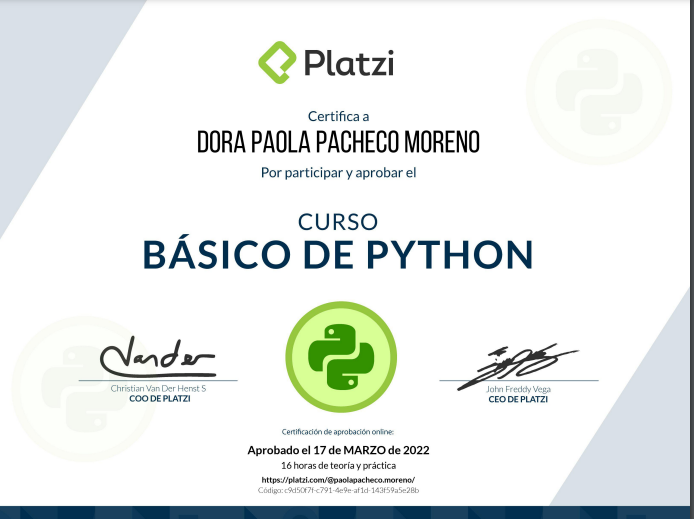 Platzi
Certifica a
DORA PAOLA PACHECO MORENO
Por participar y aprobar el
CURSO
BÁSICO DE PYTHON
Christian Van Der Henst S
COO DE PLATZI
John Freddy Vega
CEO DE PLATZI
Certificación de aprobación online:
Aprobado el 17 de MARZO de 2022
16 horas de teoría y práctica
https://platzi.com/@paolapacheco.moreno/
Código: c9d50f7f-c791-4e9e-af1d-143f59a5e28b